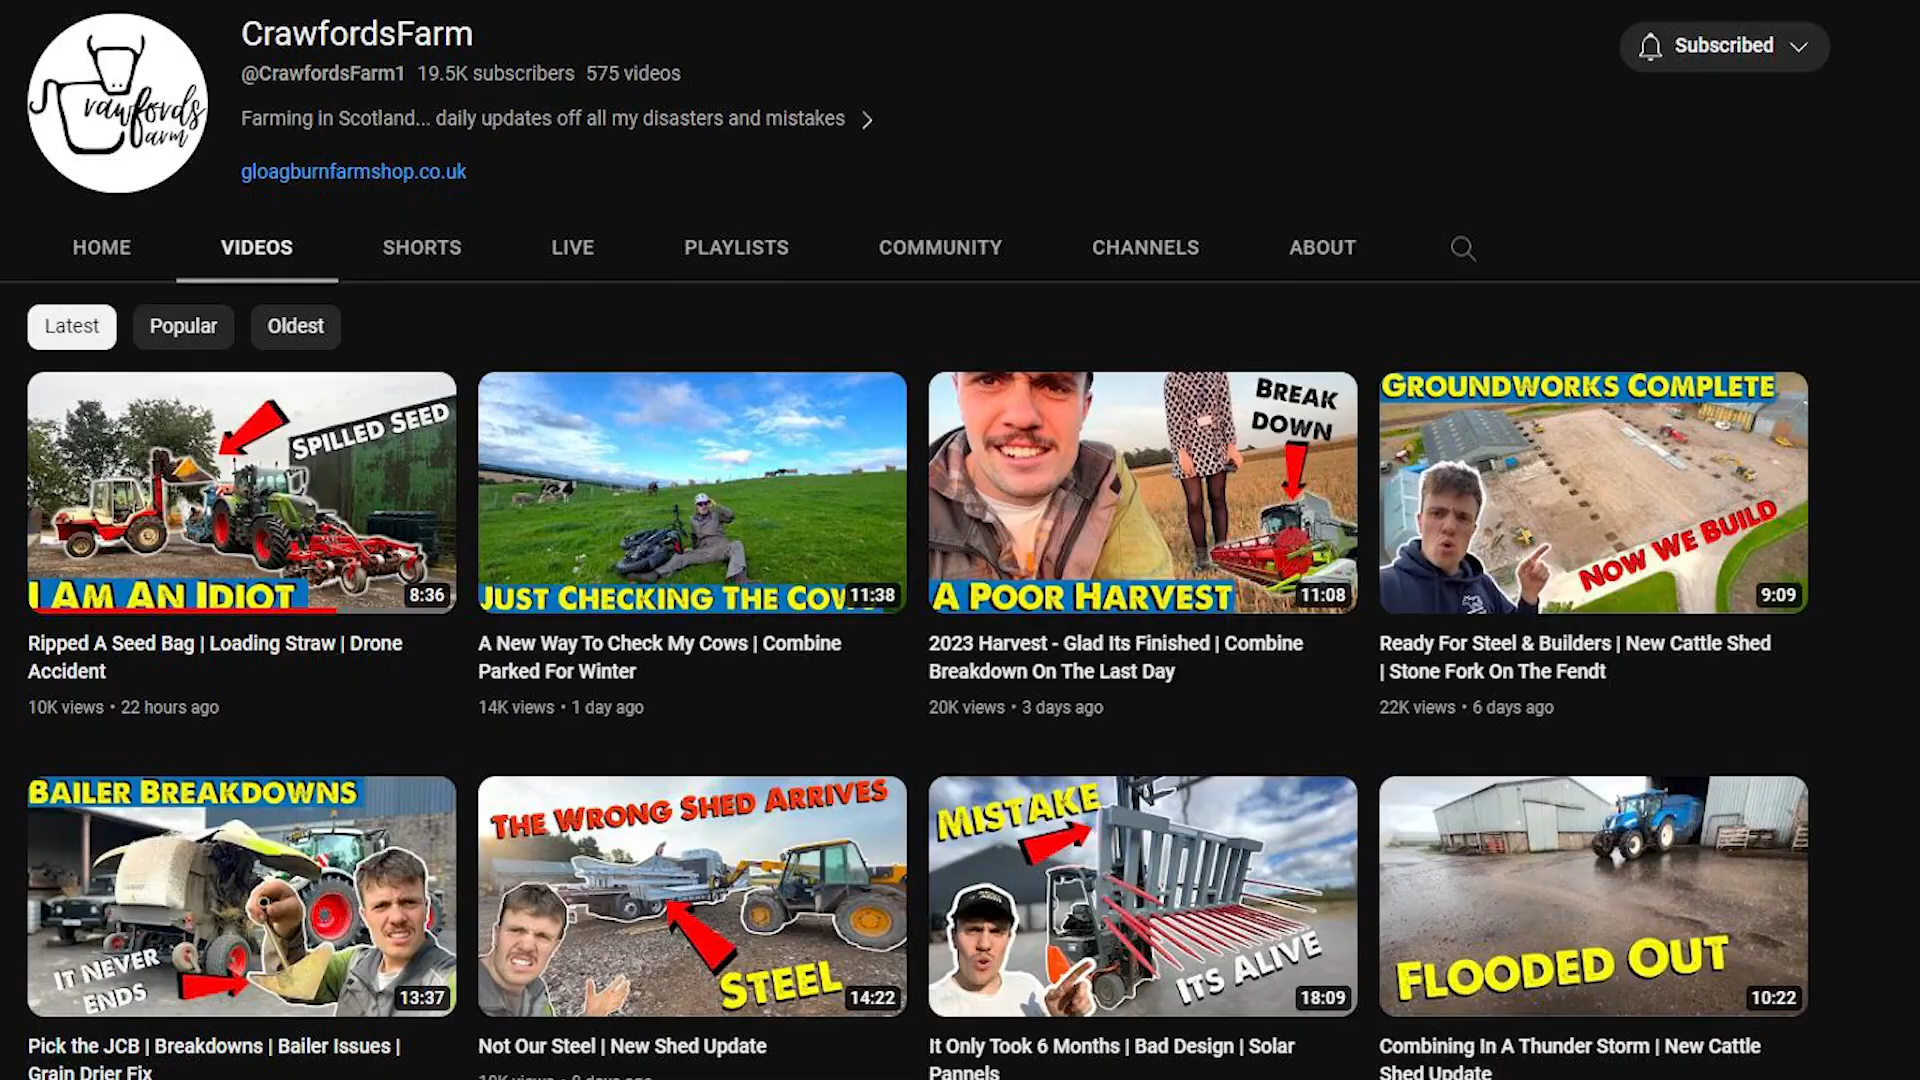 CrawfordsFarm
@CrawfordsFarm1 19.5K subscribers 575 videos
Farming in Scotland... daily updates off all my disasters and mistakes
gloagburnfarmshop.co.uk
Crawfords
Farm
Subscribed
HOME VIDEOS SHORTS LIVE PLAYLISTS COMMUNITY CHANNELS ABOUT
Latest Popular Oldest
SPILLED SEED
I AM AN IDIOT
8:36
Ripped A Seed Bag | Loading Straw | Drone
Accident
10K views • 22 hours ago
JUST CHECKING THE COWS
11:38
A New Way To Check My Cows | Combine
Parked For Winter
14K views • 1 day ago
BREAK
DOWN
A POOR HARVEST
11:08
2023 Harvest - Glad Its Finished | Combine
Breakdown On The Last Day
20K views • 3 days ago
GROUNDWORKS COMPLETE
NOW WE BUILD
9:09
Ready For Steel & Builders | New Cattle Shed
| Stone Fork On The Fendt
22K views • 6 days ago
BAILER BREAKDOWNS
IT NEVER
ENDS
13:37
Pick the JCB | Breakdowns | Bailer Issues |
Grain Drier Fix
THE WRONG SHED ARRIVES
STEEL
14:22
Not Our Steel | New Shed Update
MISTAKE
ITS ALIVE
18:09
It Only Took 6 Months | Bad Design | Solar
Pannels
FLOODED OUT
10:22
Combining In A Thunder Storm | New Cattle
Shed Update